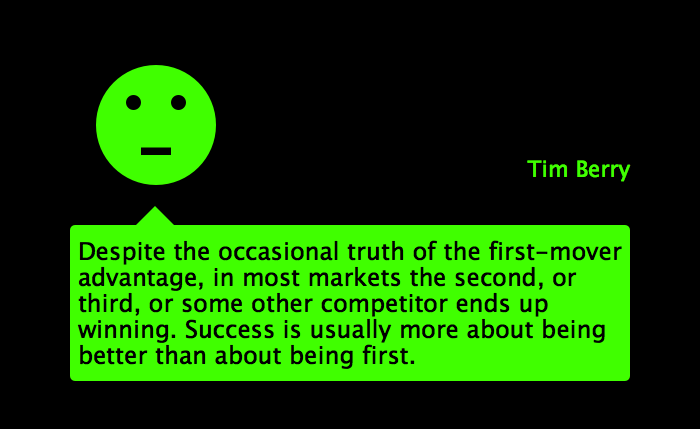 Tim Berry
Despite the occasional truth of the first-mover
advantage, in most markets the second, or
third, or some other competitor ends up
winning. Success is usually more about being
better than about being first.